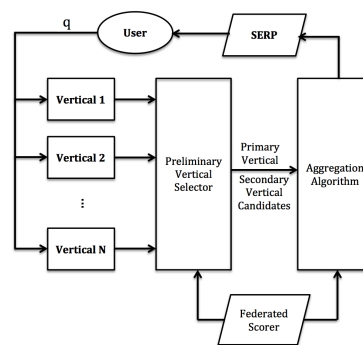 q
User
SERP
Vertical 1
Vertical 2
⋮
Vertical N
Preliminary
Vertical
Selector
Primary
Vertical
Secondary
Vertical
Candidates
Aggregation
Algorithm
Federated
Scorer